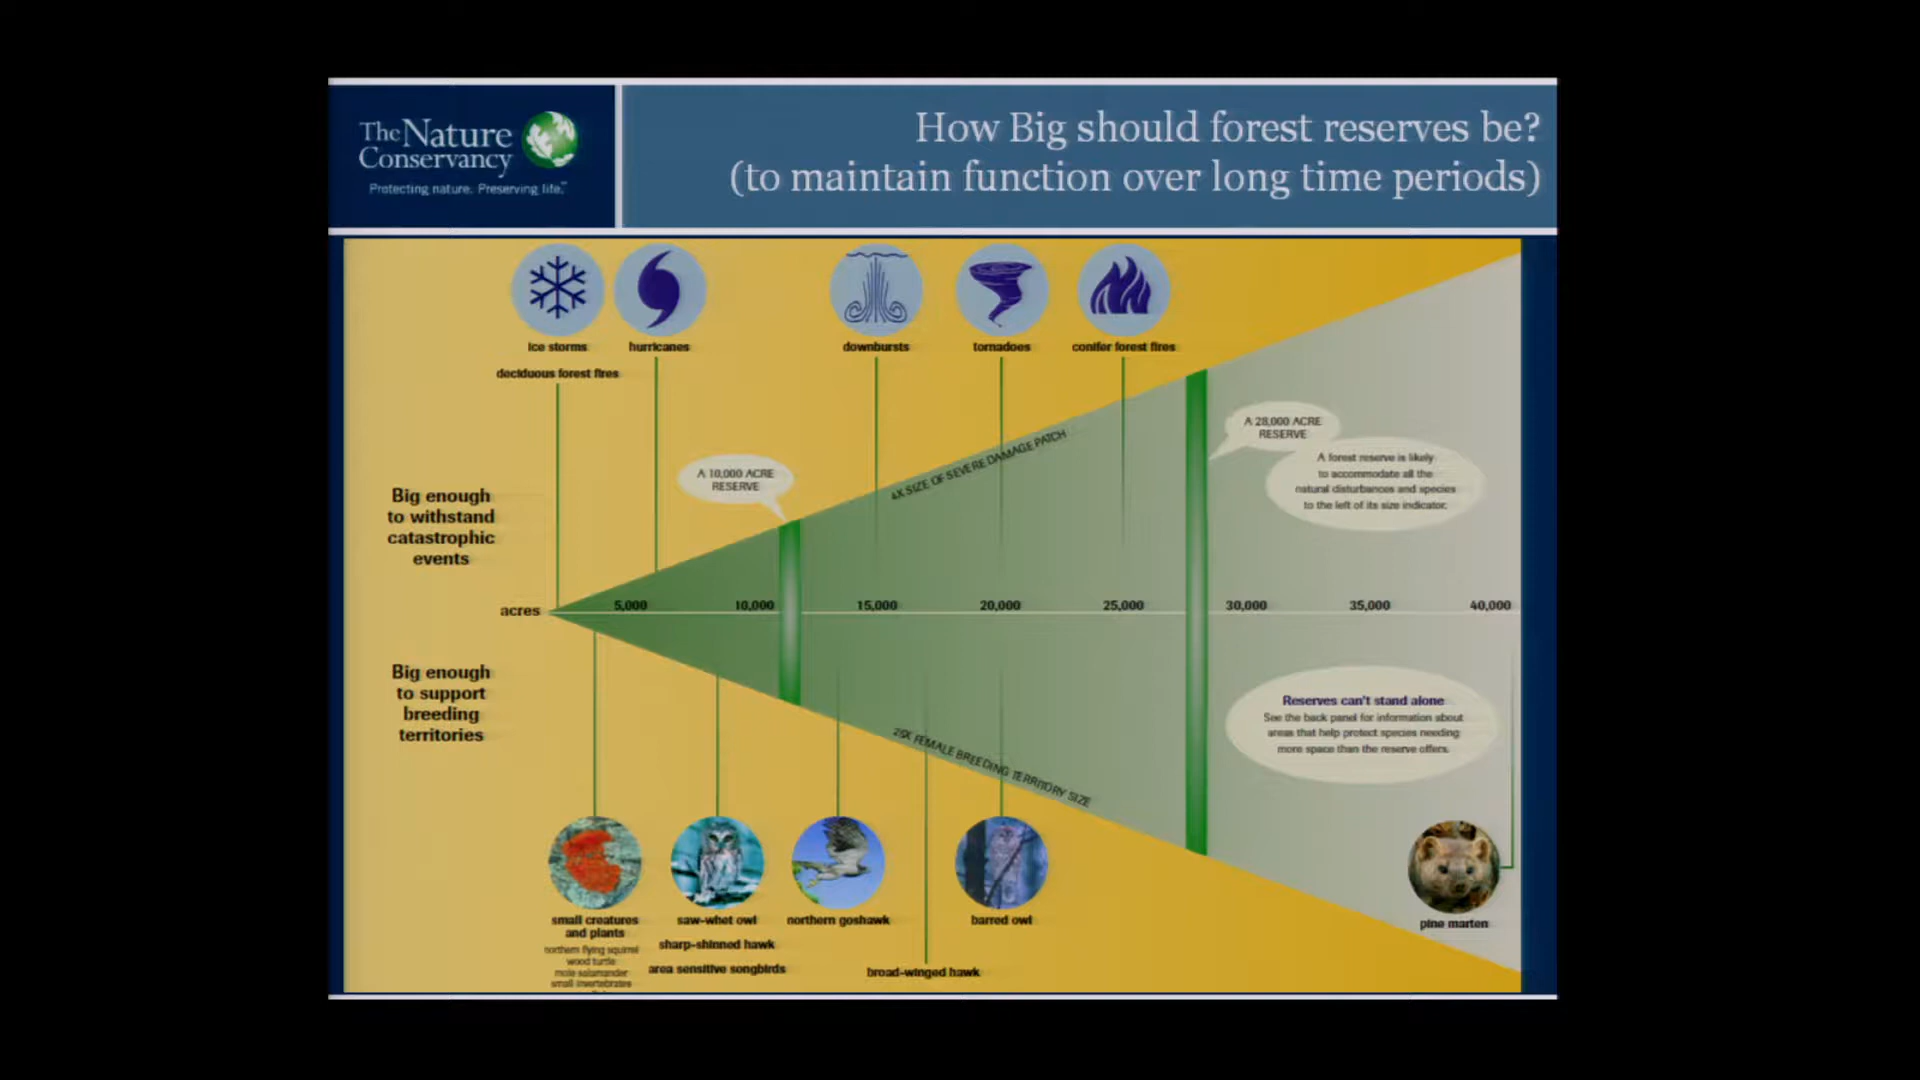 The Nature
Conservancy
Protecting nature. Preserving life.™
How Big should forest reserves be?
(to maintain function over long time periods)
ice storms
hurricanes
downbursts
tornadoes
conifer forest fires
deciduous forest fires
A 28,000 ACRE
RESERVE
4X SIZE OF SEVERE DAMAGE PATCH
A forest reserve is likely
to accommodate all the
natural disturbances and species
to the left of its size indicator.
A 10,000 ACRE
RESERVE
Big enough
to withstand
catastrophic
events
acres
5,000
10,000
15,000
20,000
25,000
30,000
35,000
40,000
Big enough
to support
breeding
territories
Reserves can't stand alone
See the back panel for information about
areas that help protect species needing
more space than the reserve offers.
25X FEMALE BREEDING TERRITORY SIZE
small creatures
and plants
northern flying squirrel
wood turtle
mole salamander
small invertebrates
saw-whet owl
sharp-shinned hawk
area sensitive songbirds
northern goshawk
broad-winged hawk
barred owl
pine marten